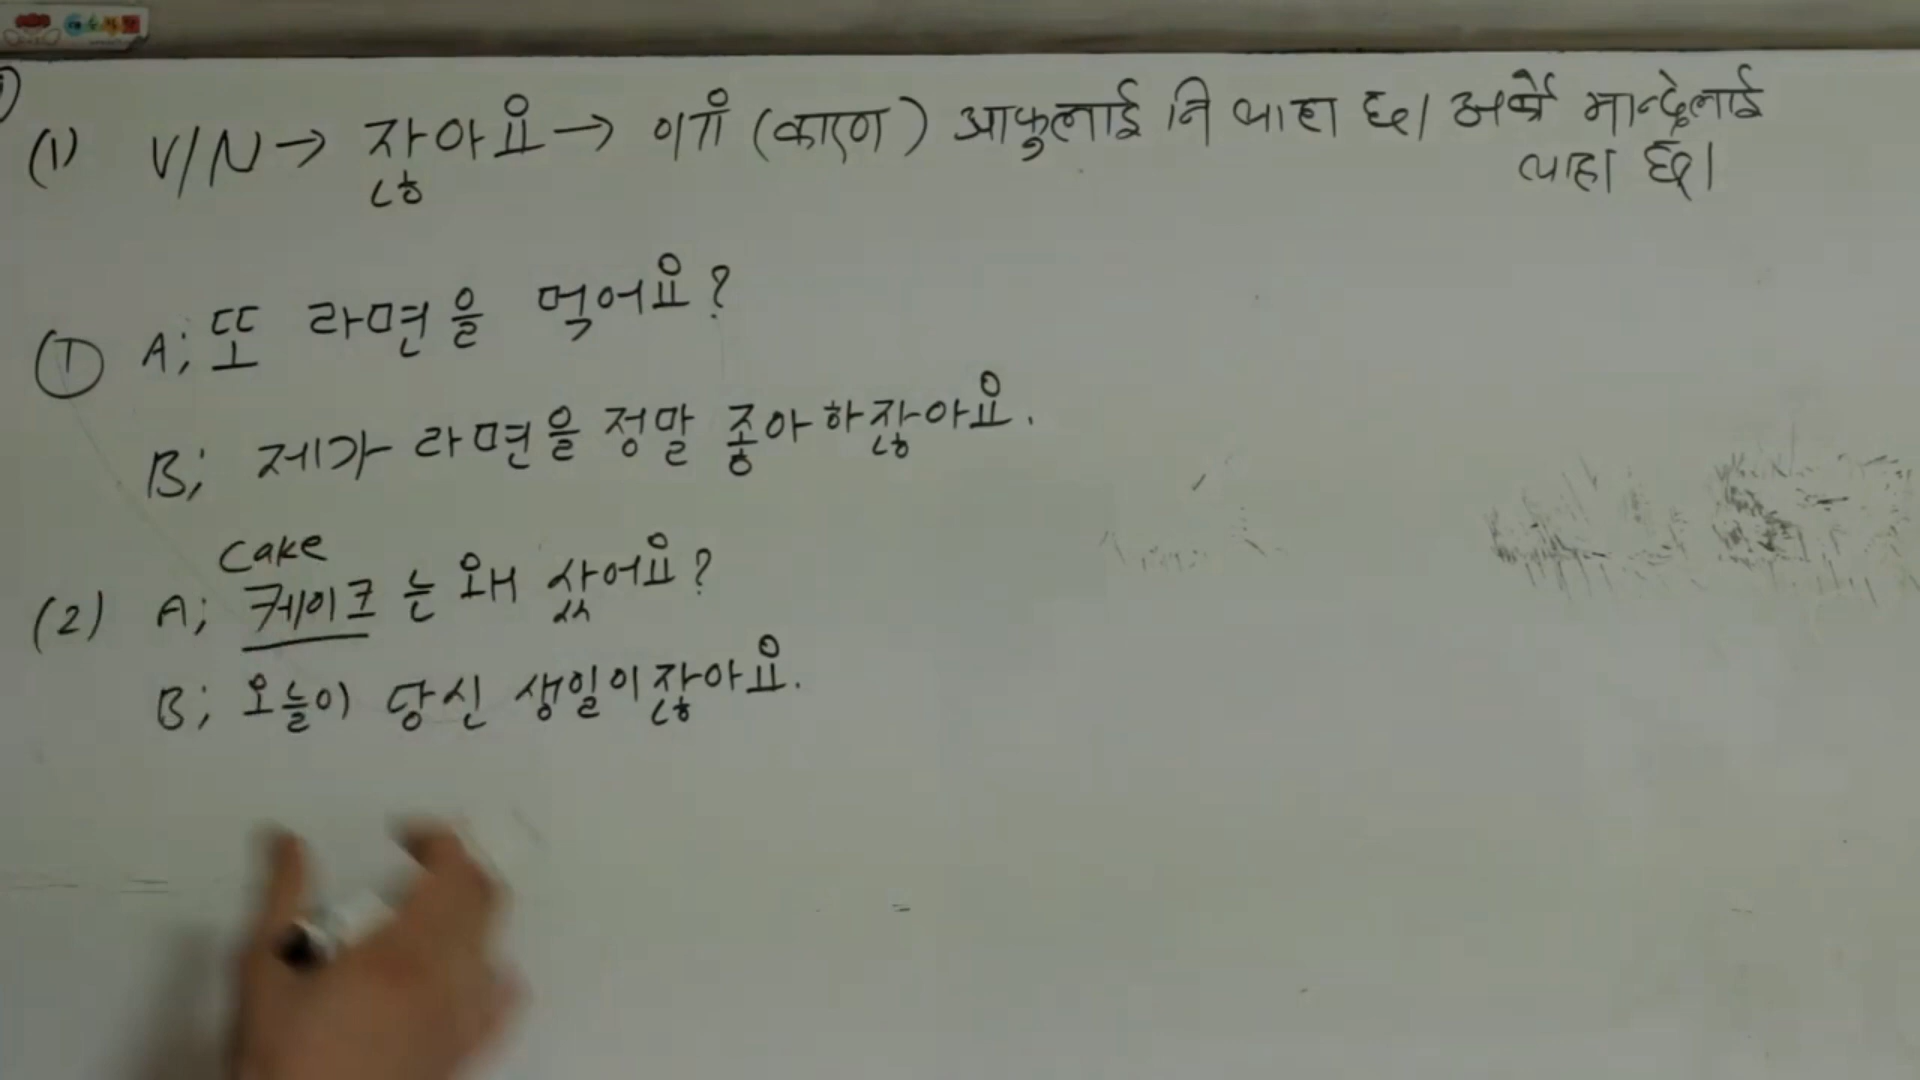 (1) V/N → 잖아요 → 이유 (कारण) आफुलाई नि थाहा छ। अर्को मान्छेलाई
थाहा छ।
① A; 또 라면을 먹어요?
B; 제가 라면을 정말 좋아하잖아요.
Cake
(2) A; 케이크는 왜 샀어요?
B; 오늘이 당신 생일이잖아요.